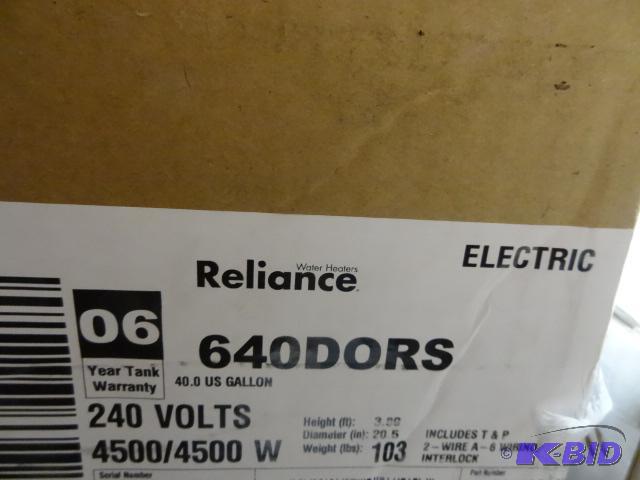 ELECTRIC
Water Heaters
Reliance
06
Year Tank
Warranty
640DORS
40.0 US GALLON
240 VOLTS
4500/4500 W
Height (ft):
Diameter (in): 20.5
Weight (lbs): 103
INCLUDES T & P
2-WIRE A-6 WIRING
INTERLOCK
Serial Number
Part Number
© K-BID